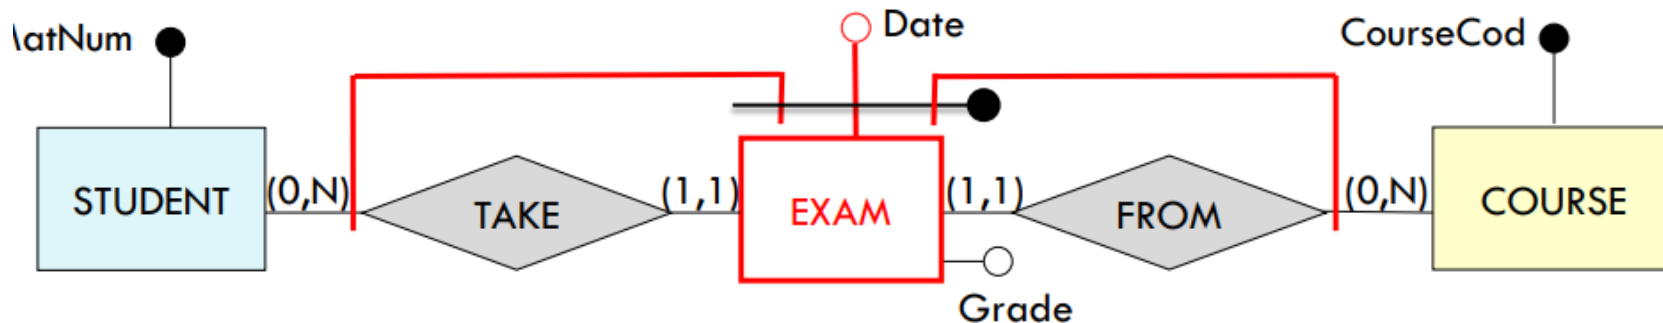 atNum
Date
CourseCod
STUDENT
(0,N)
TAKE
(1,1)
EXAM
(1,1)
FROM
(0,N)
COURSE
Grade